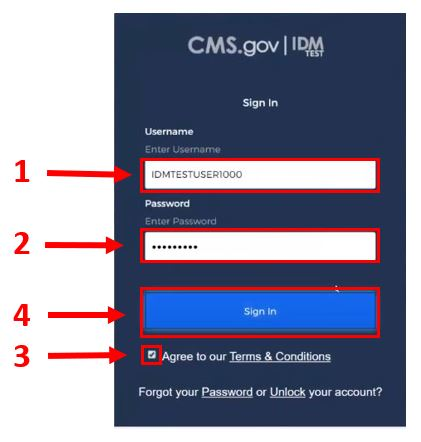 CMS.gov | IDM
TEST
Sign In
Username
Enter Username
1
IDMTESTUSER1000
Password
Enter Password
2
•••••••••
4
Sign In
3
Agree to our Terms & Conditions
Forgot your Password or Unlock your account?